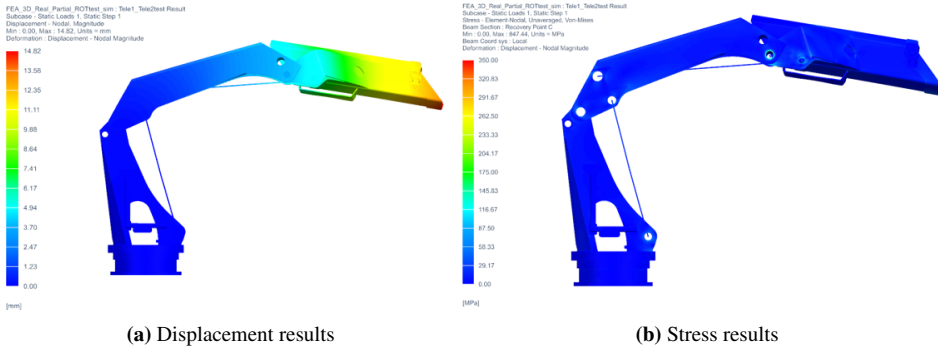 FEA_3D_Real_Partial_ROTtest_sim : Tele1_Tele2test Result
Subcase - Static Loads 1, Static Step 1
Displacement - Nodal, Magnitude
Min : 0.00, Max : 14.82, Units = mm
Deformation : Displacement - Nodal Magnitude
14.82
13.58
12.35
11.11
9.88
8.64
7.41
6.17
4.94
3.70
2.47
1.23
0.00
[mm]
(a) Displacement results
FEA_3D_Real_Partial_ROTtest_sim : Tele1_Tele2test Result
Subcase - Static Loads 1, Static Step 1
Stress - Element-Nodal, Unaveraged, Von-Mises
Beam Section : Recovery Point C
Min : 0.00, Max : 847.44, Units = MPa
Beam Coord sys : Local
Deformation : Displacement - Nodal Magnitude
350.00
320.83
291.67
262.50
233.33
204.17
175.00
145.83
116.67
87.50
58.33
29.17
0.00
[MPa]
(b) Stress results